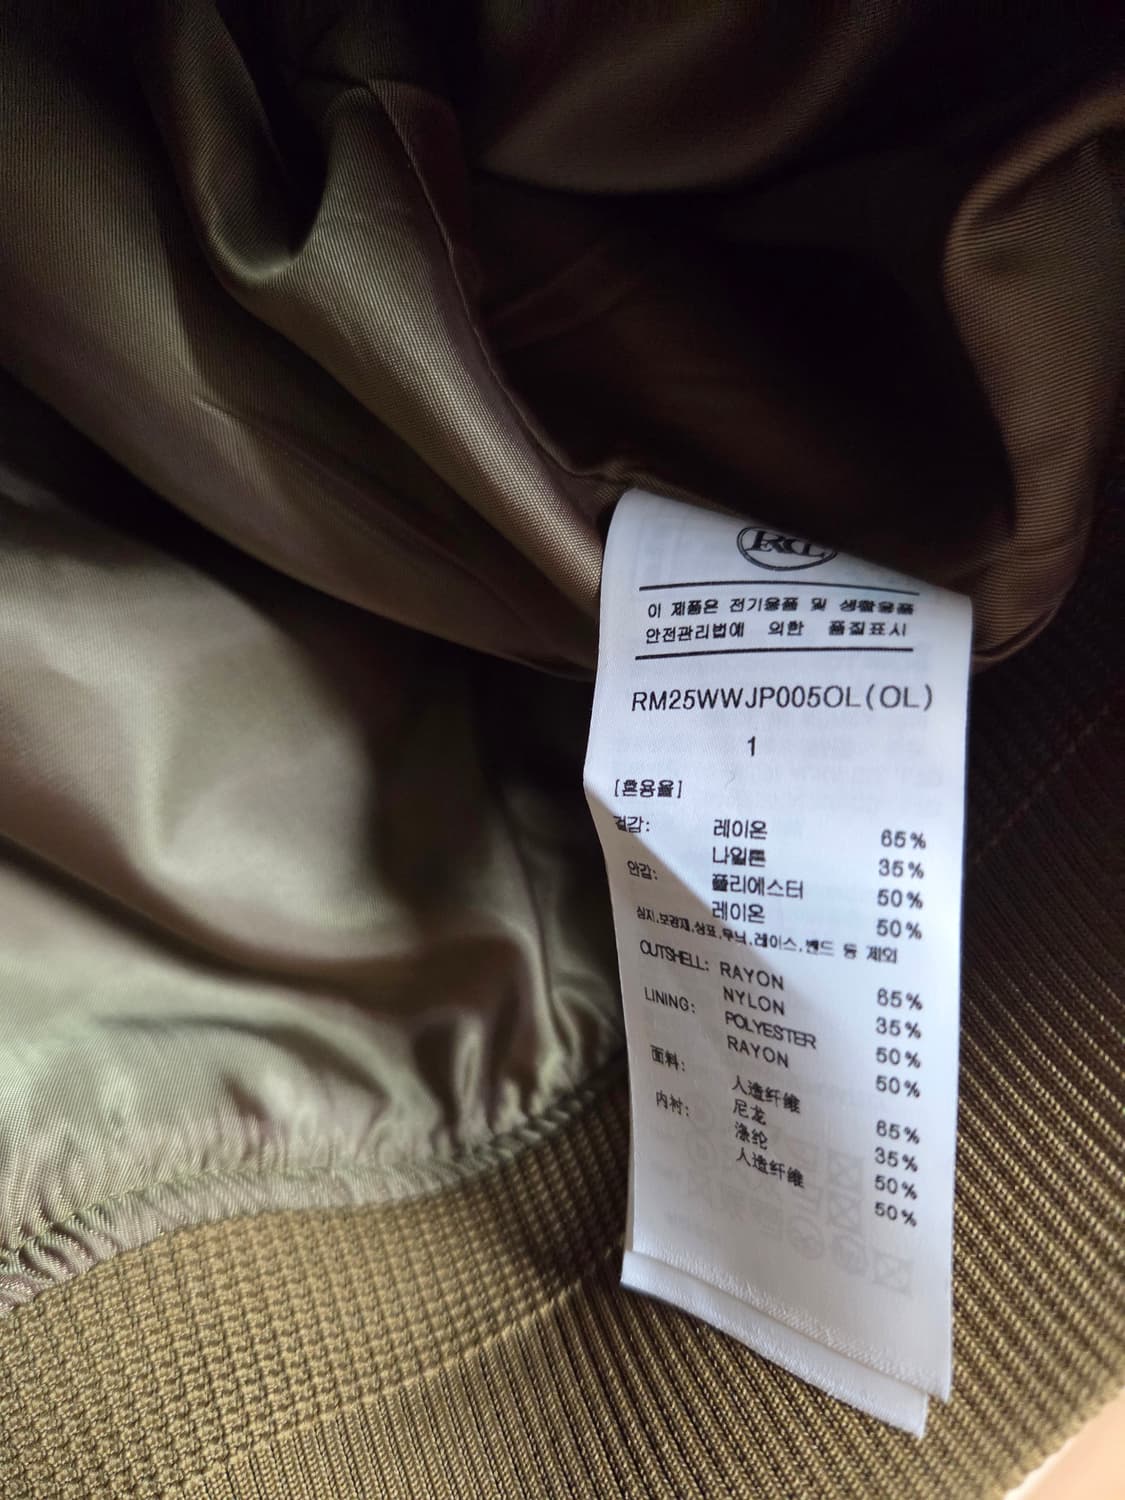 이 제품은 전기용품 및 생활용품
안전관리법에 의한 품질표시
RM25WWJP005OL(OL)
1
[혼용율]
겉감: 레이온 65%
나일론 35%
안감: 폴리에스터 50%
레이온 50%
심지,보강재,상표,무늬,레이스,밴드 등 제외
OUTSHELL: RAYON 65%
NYLON 35%
LINING: POLYESTER 50%
RAYON 50%
面料: 人造纤维 65%
尼龙 35%
内衬: 涤纶 50%
人造纤维 50%